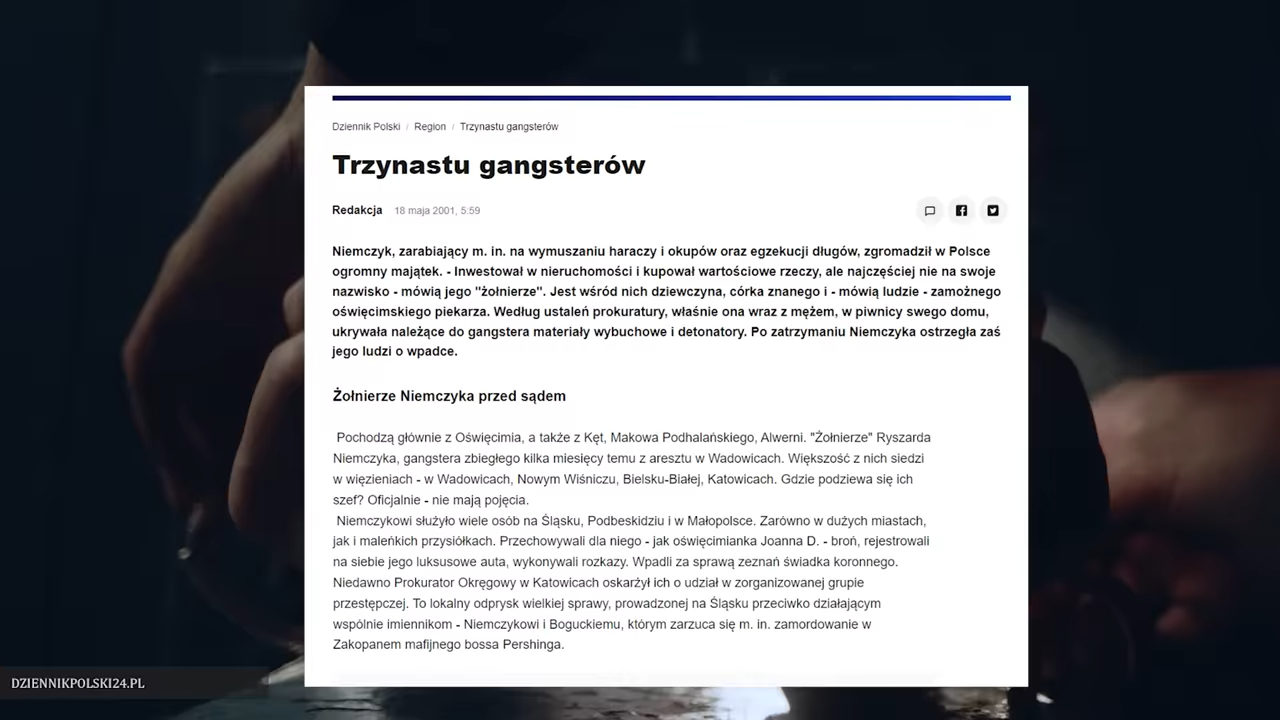 Dziennik Polski / Region / Trzynastu gangsterów
Trzynastu gangsterów
Redakcja 18 maja 2001, 5:59
Niemczyk, zarabiający m. in. na wymuszaniu haraczy i okupów oraz egzekucji długów, zgromadził w Polsce
ogromny majątek. - Inwestował w nieruchomości i kupował wartościowe rzeczy, ale najczęściej nie na swoje
nazwisko - mówią jego "żołnierze". Jest wśród nich dziewczyna, córka znanego i - mówią ludzie - zamożnego
oświęcimskiego piekarza. Według ustaleń prokuratury, właśnie ona wraz z mężem, w piwnicy swego domu,
ukrywała należące do gangstera materiały wybuchowe i detonatory. Po zatrzymaniu Niemczyka ostrzegła zaś
jego ludzi o wpadce.
Żołnierze Niemczyka przed sądem
Pochodzą głównie z Oświęcimia, a także z Kęt, Makowa Podhalańskiego, Alwerni. "Żołnierze" Ryszarda
Niemczyka, gangstera zbiegłego kilka miesięcy temu z aresztu w Wadowicach. Większość z nich siedzi
w więzieniach - w Wadowicach, Nowym Wiśniczu, Bielsku-Białej, Katowicach. Gdzie podziewa się ich
szef? Oficjalnie - nie mają pojęcia.
Niemczykowi służyło wiele osób na Śląsku, Podbeskidziu i w Małopolsce. Zarówno w dużych miastach,
jak i maleńkich przysiółkach. Przechowywali dla niego - jak oświęcimianka Joanna D. - broń, rejestrowali
na siebie jego luksusowe auta, wykonywali rozkazy. Wpadli za sprawą zeznań świadka koronnego.
Niedawno Prokurator Okręgowy w Katowicach oskarżył ich o udział w zorganizowanej grupie
przestępczej. To lokalny odprysk wielkiej sprawy, prowadzonej na Śląsku przeciwko działającym
wspólnie imiennikom - Niemczykowi i Boguckiemu, którym zarzuca się m. in. zamordowanie w
Zakopanem mafijnego bossa Pershinga.
DZIENNIKPOLSKI24.PL